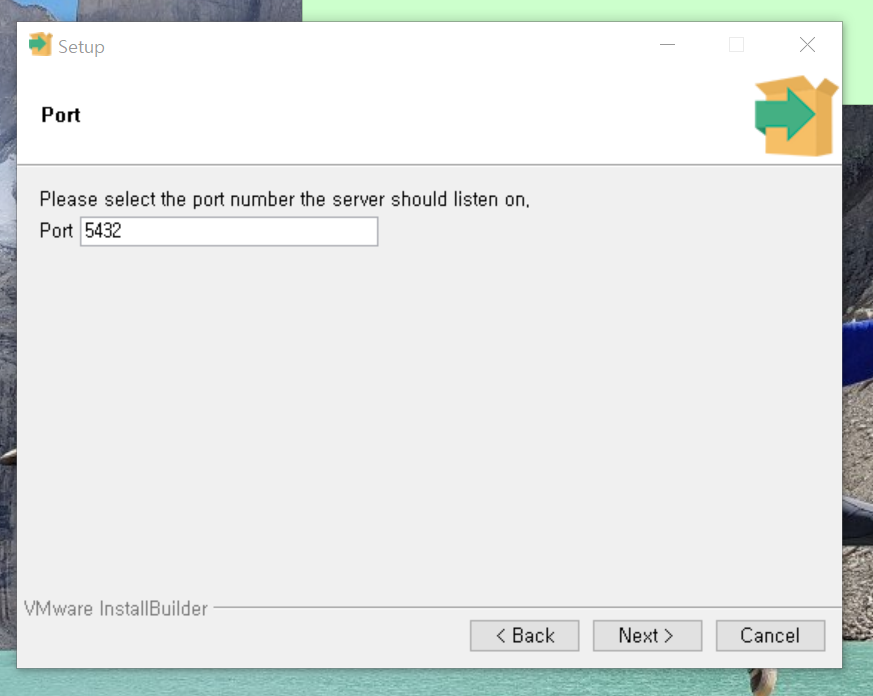 Setup
Port
Please select the port number the server should listen on.
Port 5432
VMware InstallBuilder
< Back Next > Cancel